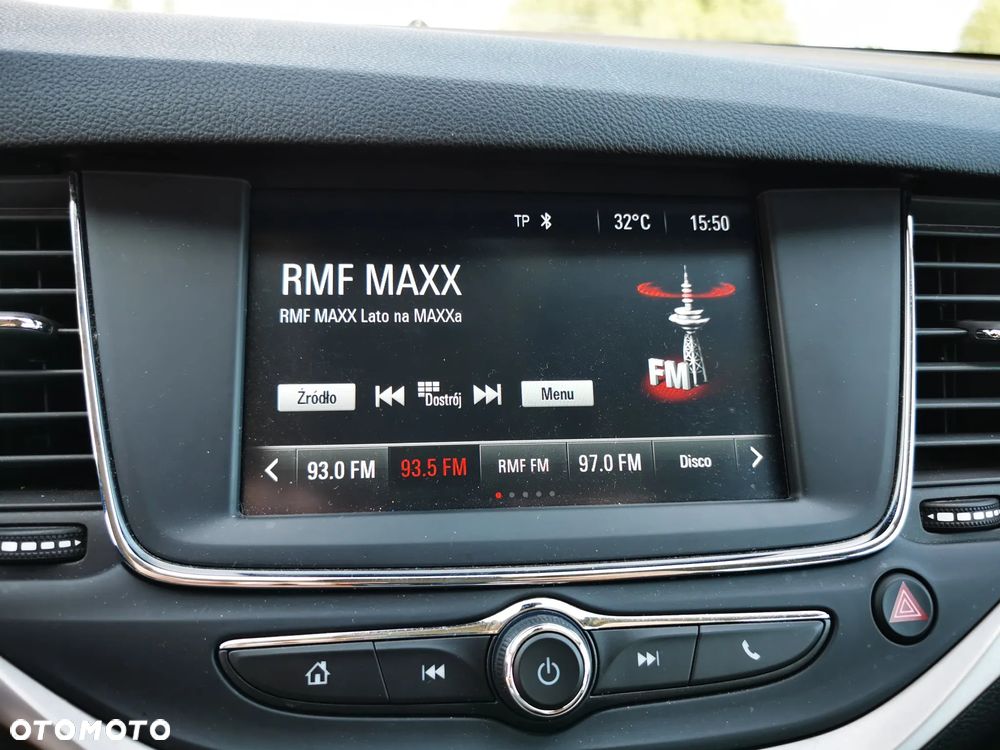 TP 32°C 15:50
RMF MAXX
RMF MAXX Lato na MAXXa
FM
Źródło Dostrój Menu
93.0 FM 93.5 FM RMF FM 97.0 FM Disco
OTOMOTO